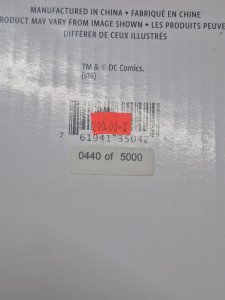 MANUFACTURED IN CHINA • FABRIQUÉ EN CHINE
PRODUCT MAY VARY FROM IMAGE SHOWN • LES PRODUITS PEUVE
DIFFÉRER DE CEUX ILLUSTRÉS
TM & © DC Comics.
(s16)
7 61941 35042
0440 of 5000